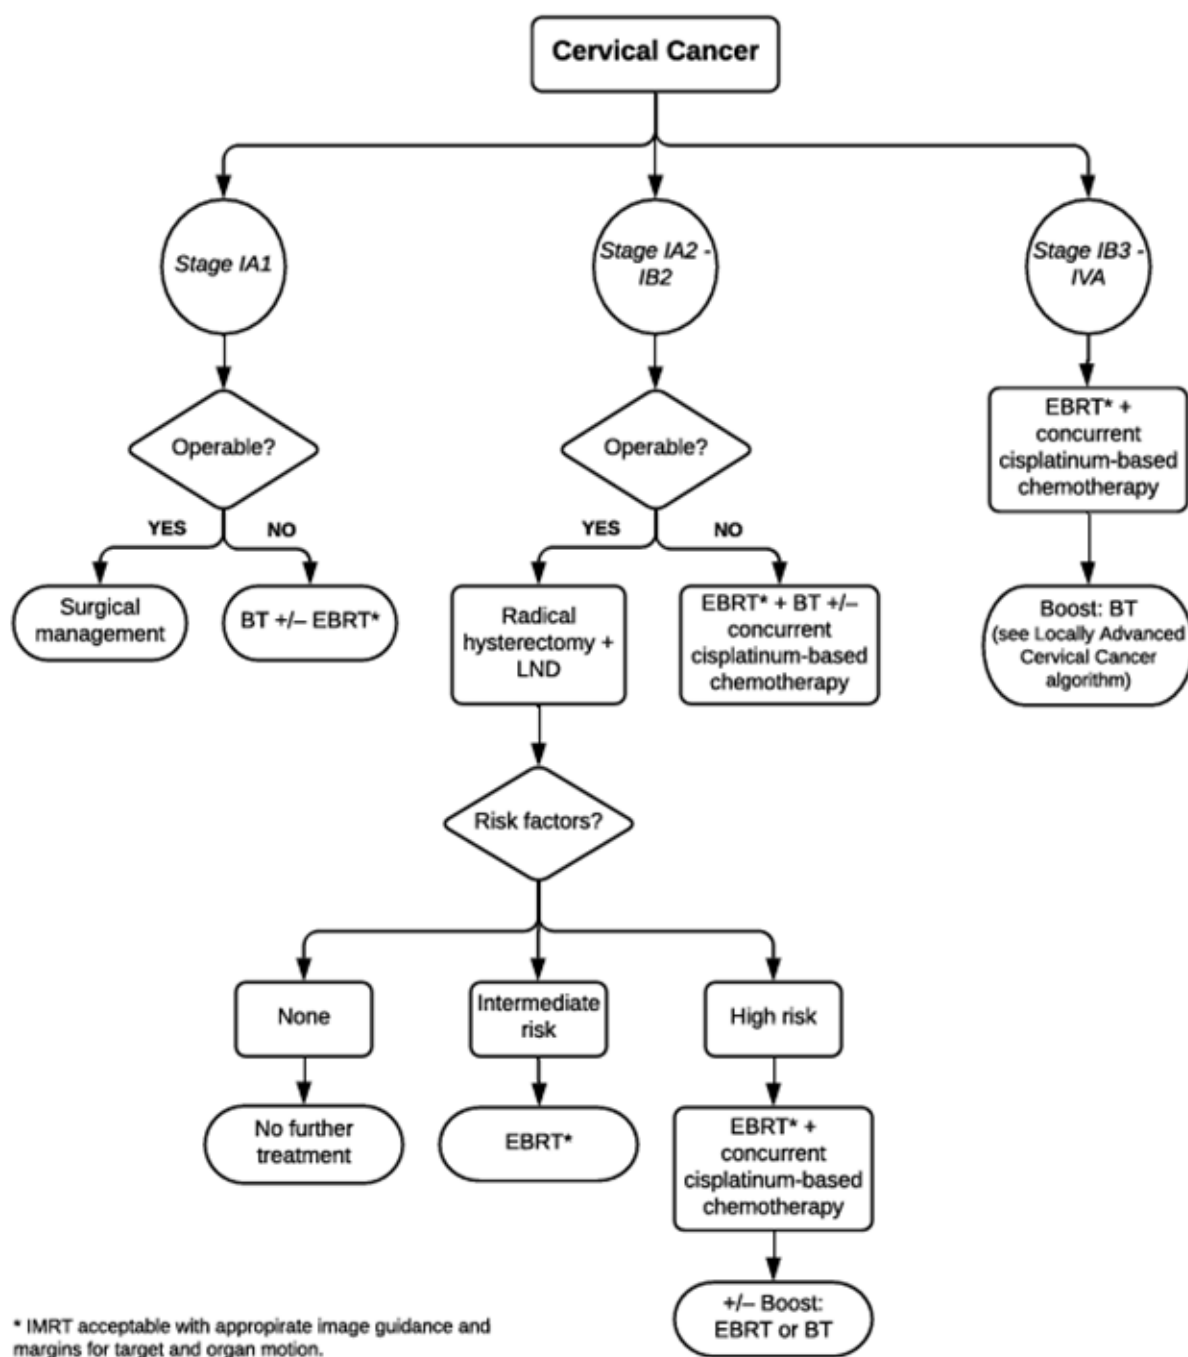 Cervical Cancer
Stage IA1
Stage IA2 -
IB2
Stage IB3 -
IVA
Operable?
YES
NO
Surgical
management
BT +/– EBRT*
Operable?
YES
NO
Radical
hysterectomy +
LND
EBRT* + BT +/–
concurrent
cisplatinum-based
chemotherapy
EBRT* +
concurrent
cisplatinum-based
chemotherapy
Boost: BT
(see Locally Advanced
Cervical Cancer
algorithm)
Risk factors?
None
Intermediate
risk
High risk
No further
treatment
EBRT*
EBRT* +
concurrent
cisplatinum-based
chemotherapy
+/– Boost:
EBRT or BT
* IMRT acceptable with appropirate image guidance and
margins for target and organ motion.